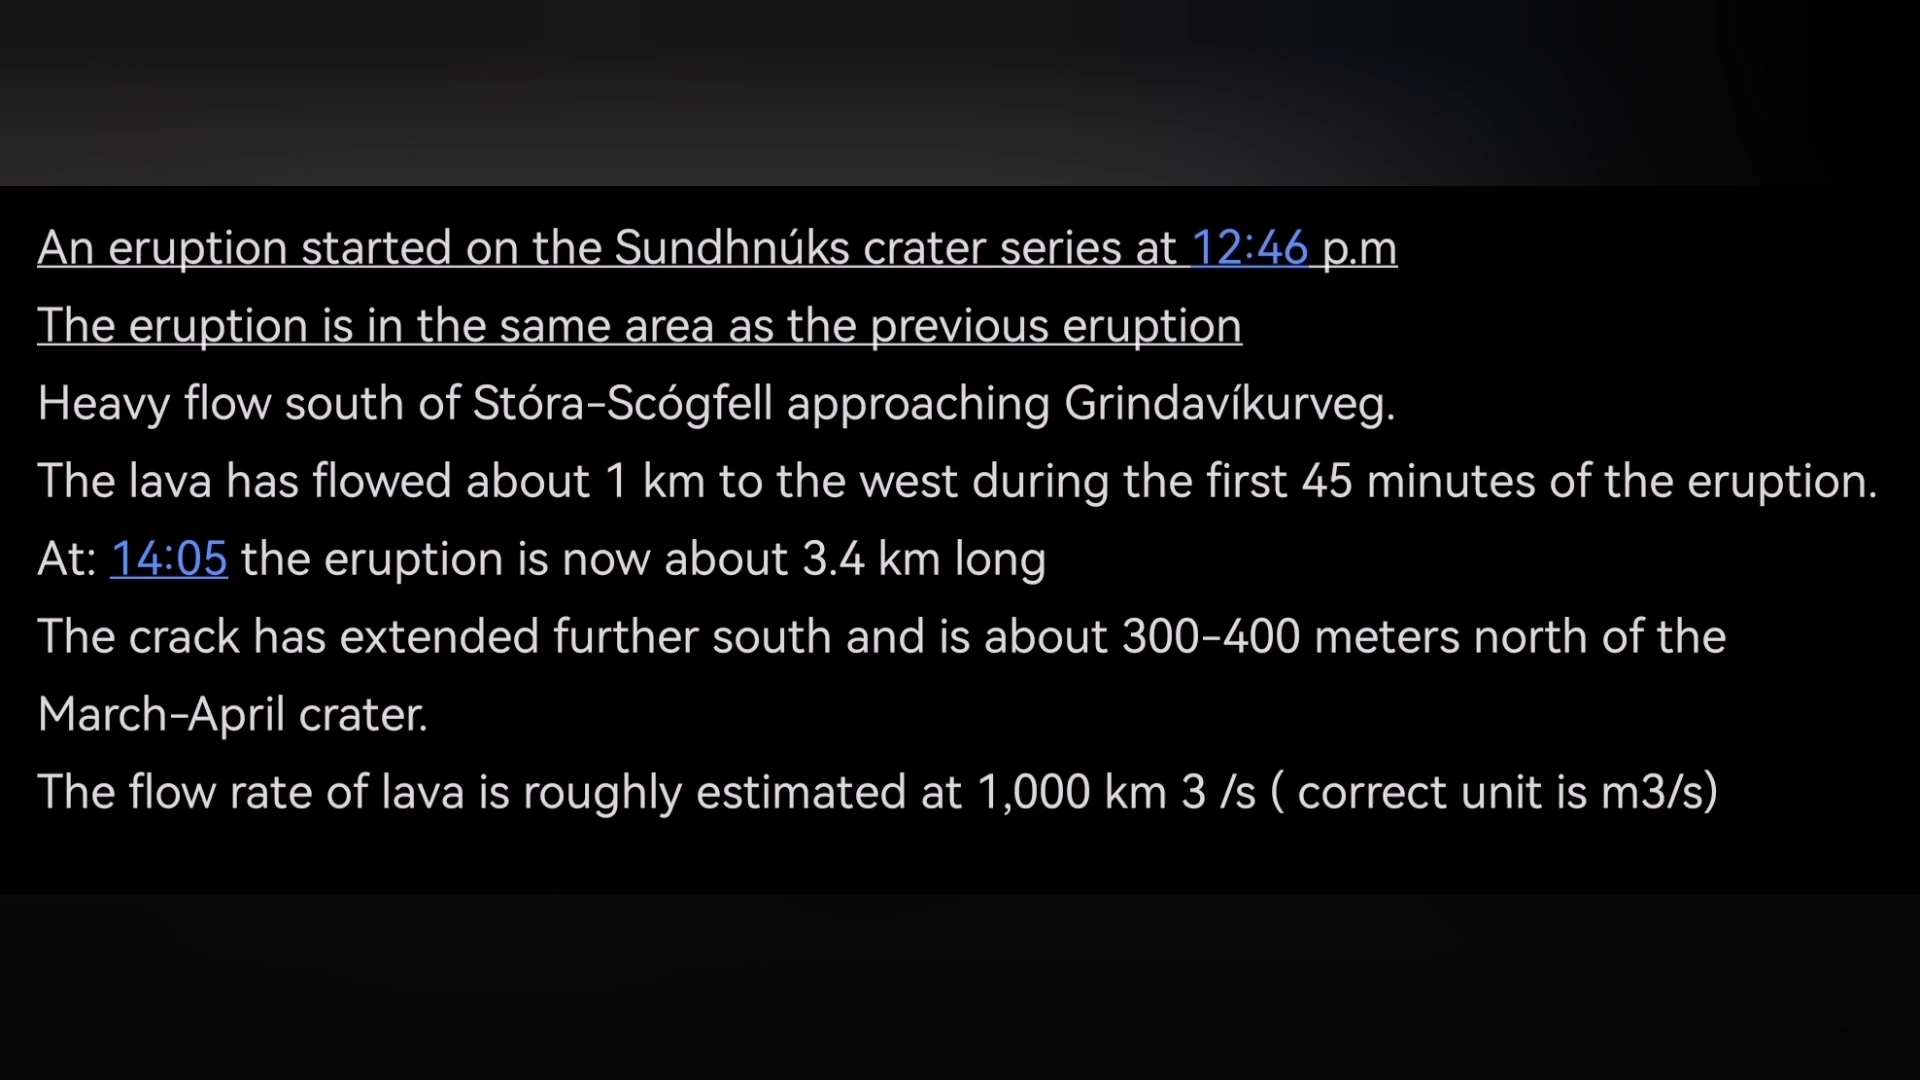 An eruption started on the Sundhnúks crater series at 12:46 p.m
The eruption is in the same area as the previous eruption
Heavy flow south of Stóra-Scógfell approaching Grindavíkurveg.
The lava has flowed about 1 km to the west during the first 45 minutes of the eruption.
At: 14:05 the eruption is now about 3.4 km long
The crack has extended further south and is about 300-400 meters north of the
March-April crater.
The flow rate of lava is roughly estimated at 1,000 km 3 /s ( correct unit is m3/s)